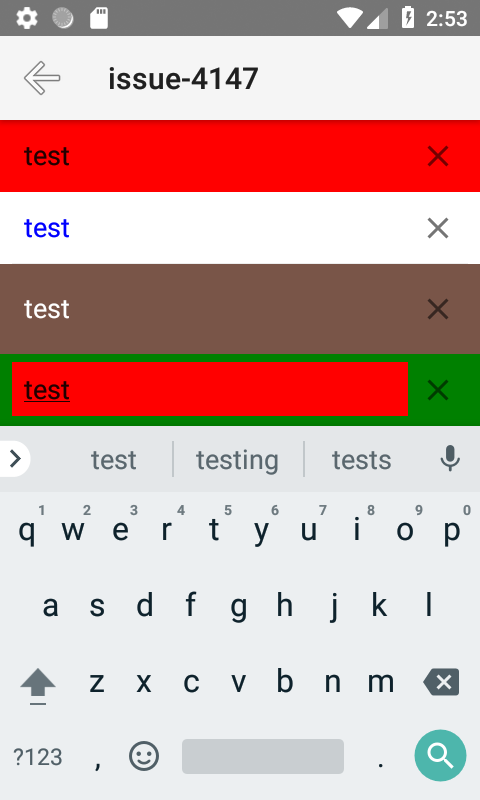 2:53
issue-4147
test
test
test
test
test testing tests
1 2 3 4 5 6 7 8 9 0
q w e r t y u i o p
a s d f g h j k l
z x c v b n m
?123 , .